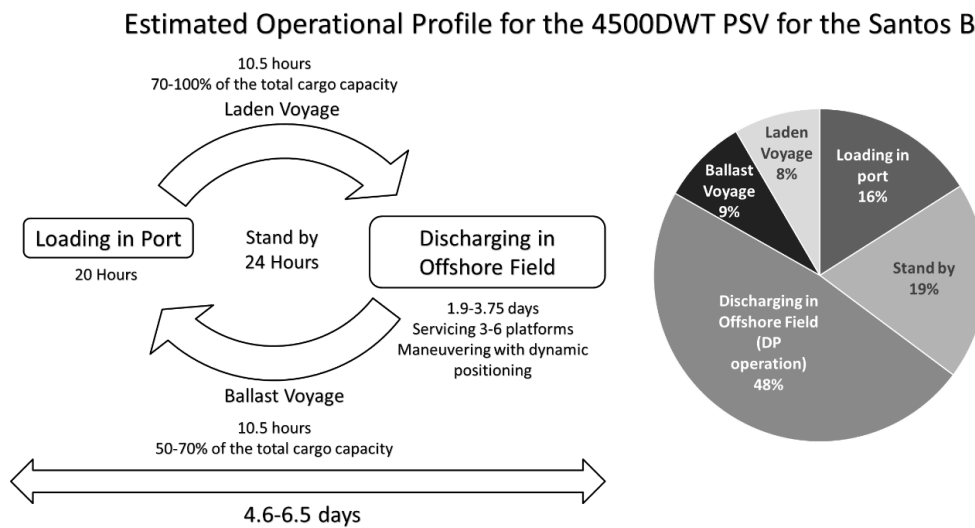 Estimated Operational Profile for the 4500DWT PSV for the Santos B
10.5 hours
70-100% of the total cargo capacity
Laden Voyage
Loading in Port
20 Hours
Stand by
24 Hours
Discharging in
Offshore Field
1.9-3.75 days
Servicing 3-6 platforms
Maneuvering with dynamic
positioning
Ballast Voyage
10.5 hours
50-70% of the total cargo capacity
4.6-6.5 days
Laden
Voyage
8%
Loading in
port
16%
Ballast
Voyage
9%
Stand by
19%
Discharging in
Offshore Field
(DP
operation)
48%